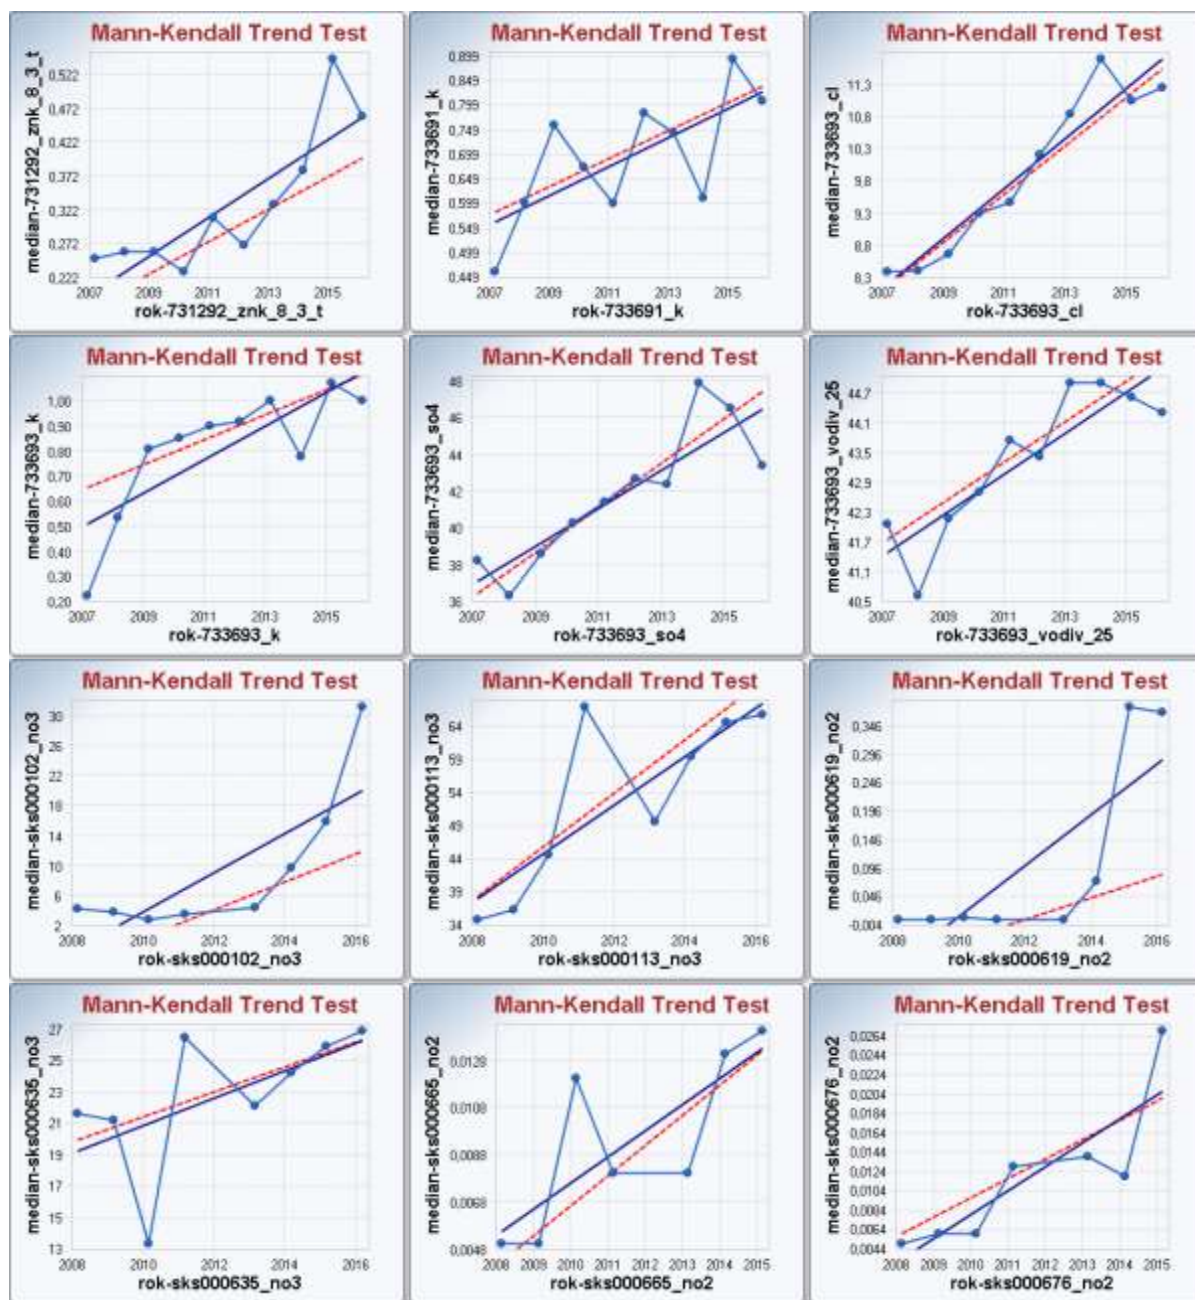 Mann-Kendall Trend Test
median-731292_znk_8_3_t
0,522
0,472
0,422
0,372
0,322
0,272
0,222
2007 2009 2011 2013 2015
rok-731292_znk_8_3_t
Mann-Kendall Trend Test
median-733691_k
0.899
0.849
0.799
0.749
0.699
0.649
0.599
0.549
0.499
0.449
2007 2009 2011 2013 2015
rok-733691_k
Mann-Kendall Trend Test
median-733693_cl
11.3
10.8
10.3
9.8
9.3
8.8
8.3
2007 2009 2011 2013 2015
rok-733693_cl
Mann-Kendall Trend Test
median-733693_k
1,00
0,90
0,80
0,70
0,60
0,50
0,40
0,30
0,20
2007 2009 2011 2013 2015
rok-733693_k
Mann-Kendall Trend Test
median-733693_so4
48
46
44
42
40
38
36
2007 2009 2011 2013 2015
rok-733693_so4
Mann-Kendall Trend Test
median-733693_vodiv_25
44.7
44.1
43.5
42.9
42.3
41.7
41.1
40.5
2007 2009 2011 2013 2015
rok-733693_vodiv_25
Mann-Kendall Trend Test
median-sks000102_no3
30
26
22
18
14
10
6
2
2008 2010 2012 2014 2016
rok-sks000102_no3
Mann-Kendall Trend Test
median-sks000113_no3
64
59
54
49
44
39
34
2008 2010 2012 2014 2016
rok-sks000113_no3
Mann-Kendall Trend Test
median-sks000619_no2
0,346
0,296
0,246
0,196
0,146
0,096
0,046
-0,004
2008 2010 2012 2014 2016
rok-sks000619_no2
Mann-Kendall Trend Test
median-sks000635_no3
27
25
23
21
19
17
15
13
2008 2010 2012 2014 2016
rok-sks000635_no3
Mann-Kendall Trend Test
median-sks000665_no2
0,0128
0,0108
0,0088
0,0068
0,0048
2008 2009 2010 2011 2012 2013 2014 2015
rok-sks000665_no2
Mann-Kendall Trend Test
median-sks000676_no2
0,0264
0,0244
0,0224
0,0204
0,0184
0,0164
0,0144
0,0124
0,0104
0,0084
0,0064
0,0044
2008 2009 2010 2011 2012 2013 2014 2015
rok-sks000676_no2